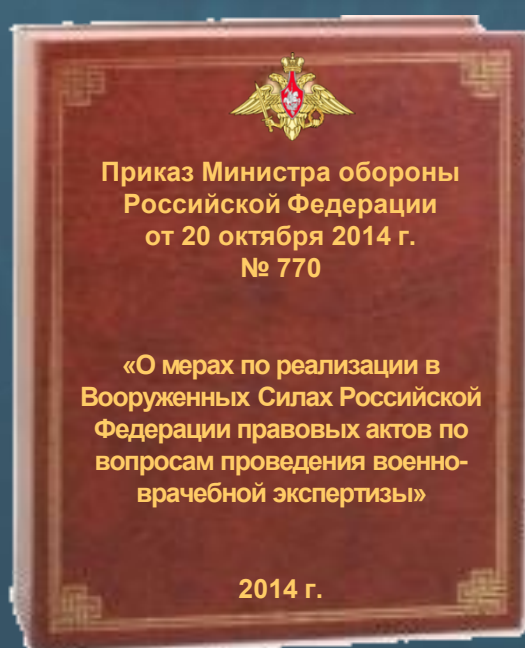 Приказ Министра обороны
Российской Федерации
от 20 октября 2014 г.
№ 770
«О мерах по реализации в
Вооруженных Силах Российской
Федерации правовых актов по
вопросам проведения военно-
врачебной экспертизы»
2014 г.